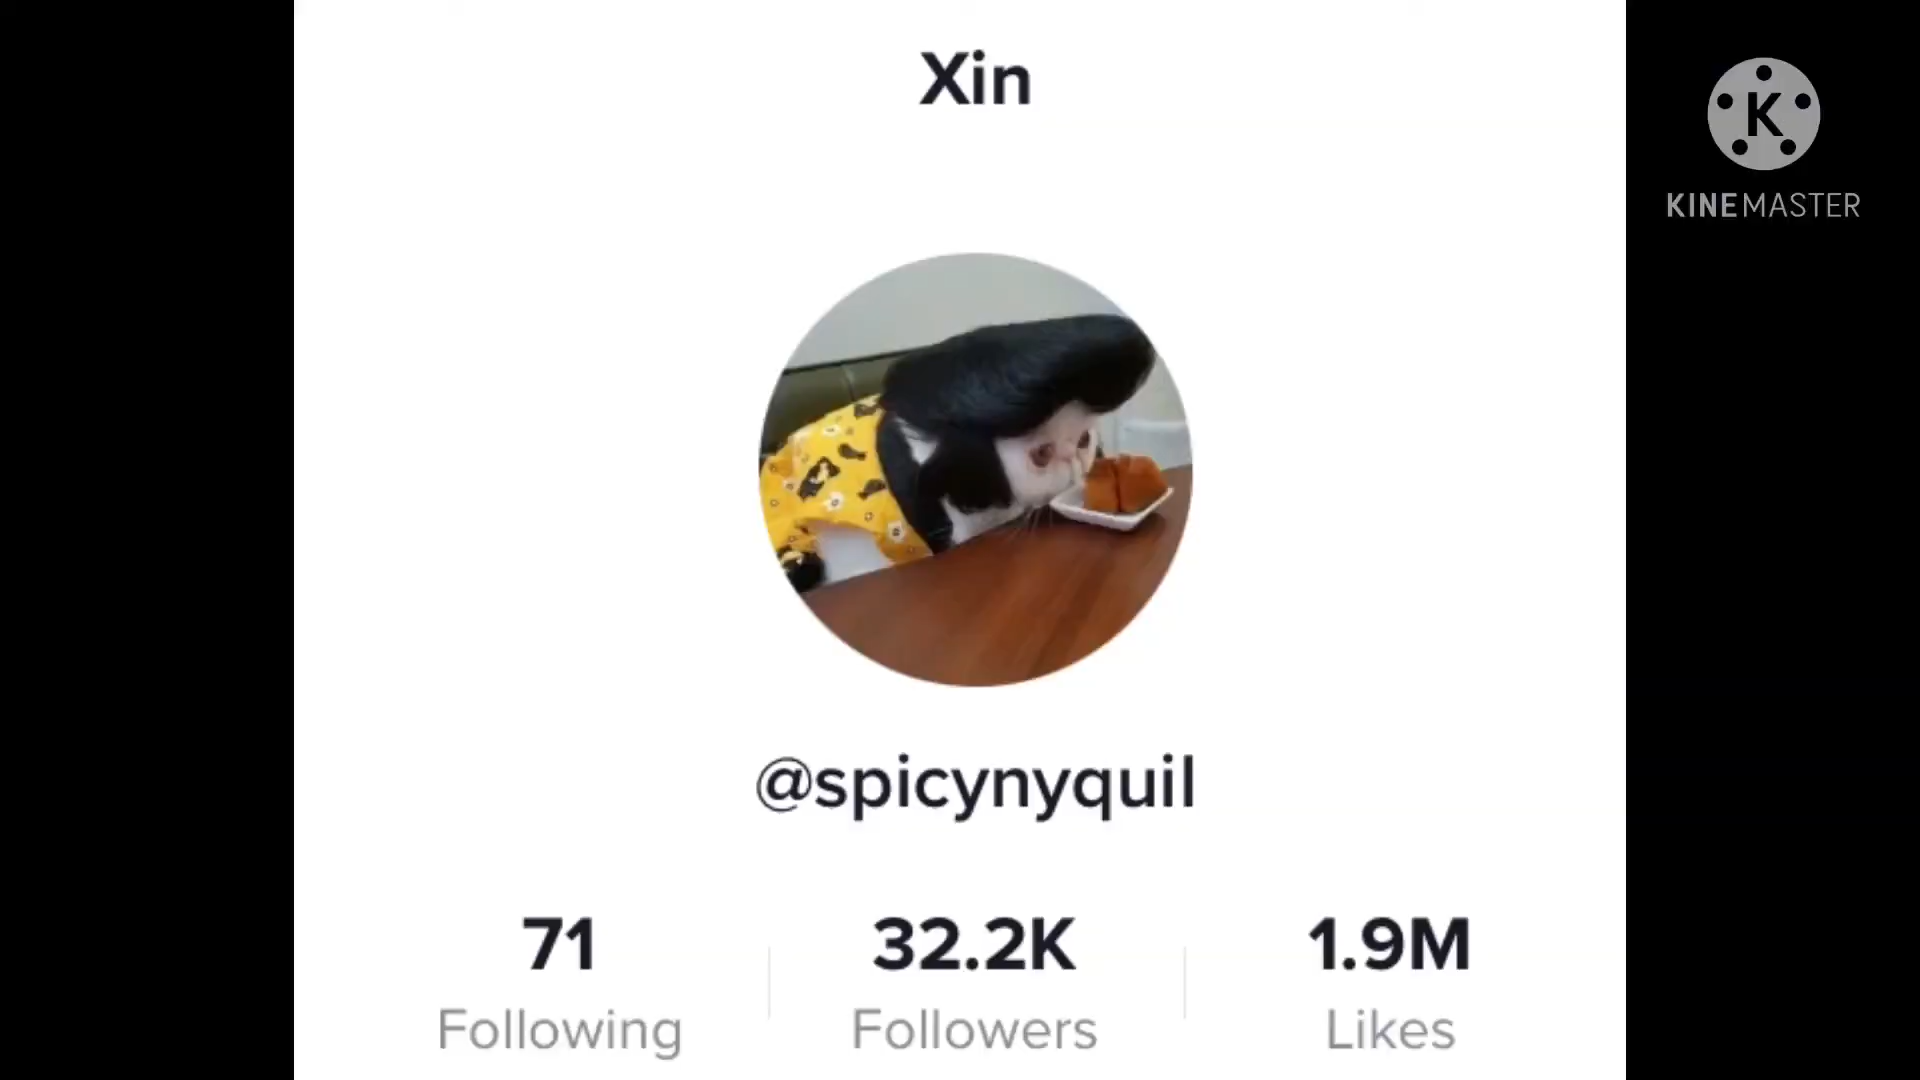 Xin
K
KINEMASTER
@spicynyquil
71 32.2K 1.9M
Following Followers Likes